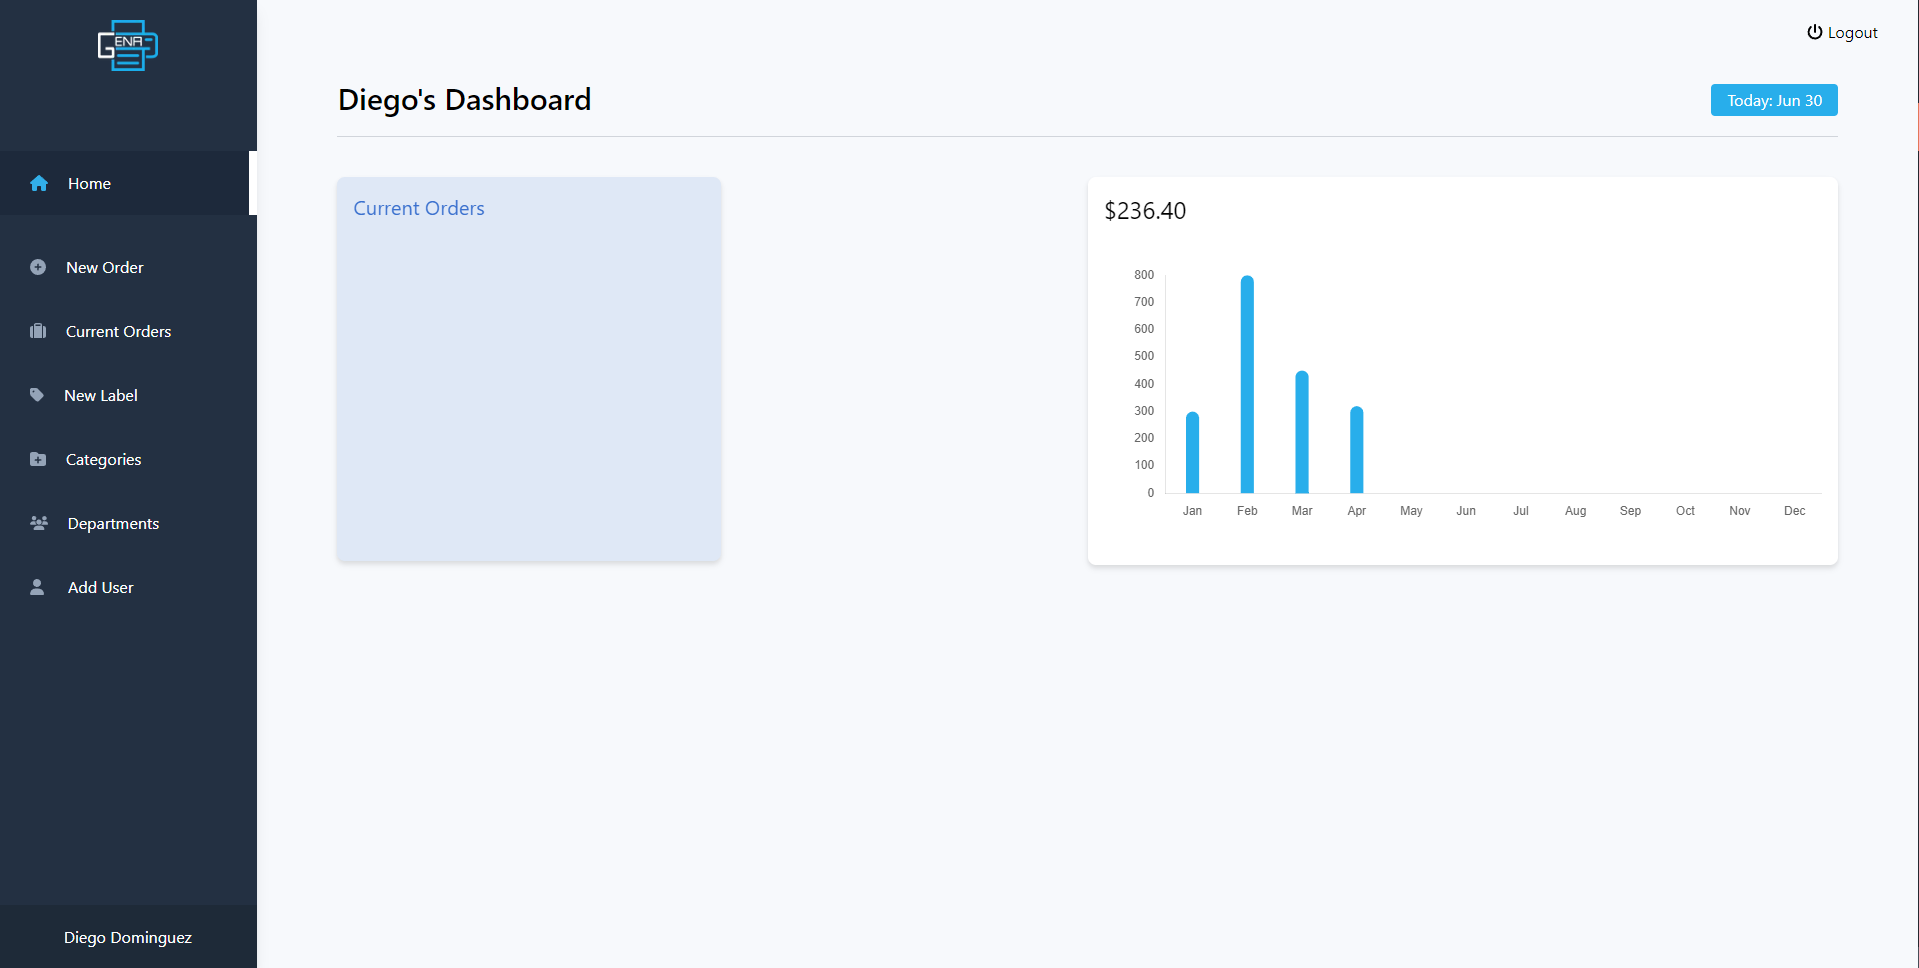 GENA
Home
New Order
Current Orders
New Label
Categories
Departments
Add User
Diego Dominguez
Logout
Diego's Dashboard
Today: Jun 30
Current Orders
$236.40
800
700
600
500
400
300
200
100
0
Jan Feb Mar Apr May Jun Jul Aug Sep Oct Nov Dec